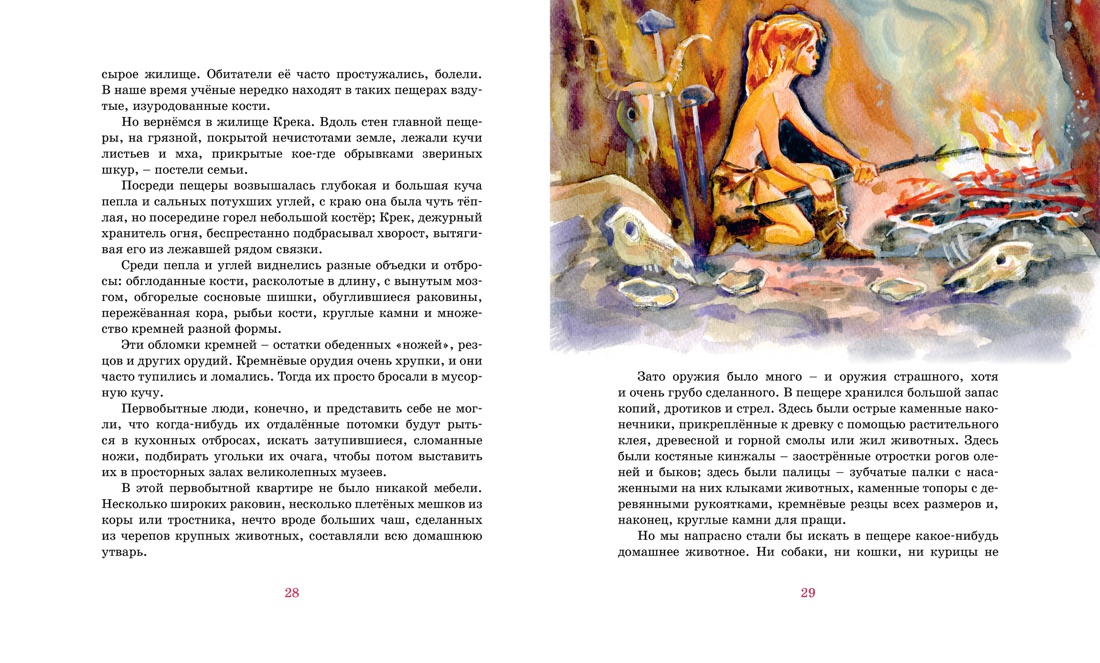 сырое жилище. Обитатели её часто простужались, болели.
В наше время учёные нередко находят в таких пещерах взду-
тые, изуродованные кости.
Но вернёмся в жилище Крека. Вдоль стен главной пеще-
ры, на грязной, покрытой нечистотами земле, лежали кучи
листьев и мха, прикрытые кое-где обрывками звериных
шкур, – постели семьи.
Посреди пещеры возвышалась глубокая и большая куча
пепла и сальных потухших углей, с краю она была чуть тёп-
лая, но посередине горел небольшой костёр; Крек, дежурный
хранитель огня, беспрестанно подбрасывал хворост, вытяги-
вая его из лежавшей рядом связки.
Среди пепла и углей виднелись разные объедки и отбро-
сы: обглоданные кости, расколотые в длину, с вынутым моз-
гом, обгорелые сосновые шишки, обуглившиеся раковины,
пережёванная кора, рыбьи кости, круглые камни и множе-
ство кремней разной формы.
Эти обломки кремней – остатки обеденных «ножей», рез-
цов и других орудий. Кремнёвые орудия очень хрупки, и они
часто тупились и ломались. Тогда их просто бросали в мусор-
ную кучу.
Первобытные люди, конечно, и представить себе не мог-
ли, что когда-нибудь их отдалённые потомки будут рыть-
ся в кухонных отбросах, искать затупившиеся, сломанные
ножи, подбирать угольки их очага, чтобы потом выставить
их в просторных залах великолепных музеев.
В этой первобытной квартире не было никакой мебели.
Несколько широких раковин, несколько плетёных мешков из
коры или тростника, нечто вроде больших чаш, сделанных
из черепов крупных животных, составляли всю домашнюю
утварь.
28
Зато оружия было много – и оружия страшного, хотя
и очень грубо сделанного. В пещере хранился большой запас
копий, дротиков и стрел. Здесь были острые каменные нако-
нечники, прикреплённые к древку с помощью растительного
клея, древесной и горной смолы или жил животных. Здесь
были костяные кинжалы – заострённые отростки рогов оле-
ней и быков; здесь были палицы – зубчатые палки с наса-
женными на них клыками животных, каменные топоры с де-
ревянными рукоятками, кремнёвые резцы всех размеров и,
наконец, круглые камни для пращи.
Но мы напрасно стали бы искать в пещере какое-нибудь
домашнее животное. Ни собаки, ни кошки, ни курицы не
29